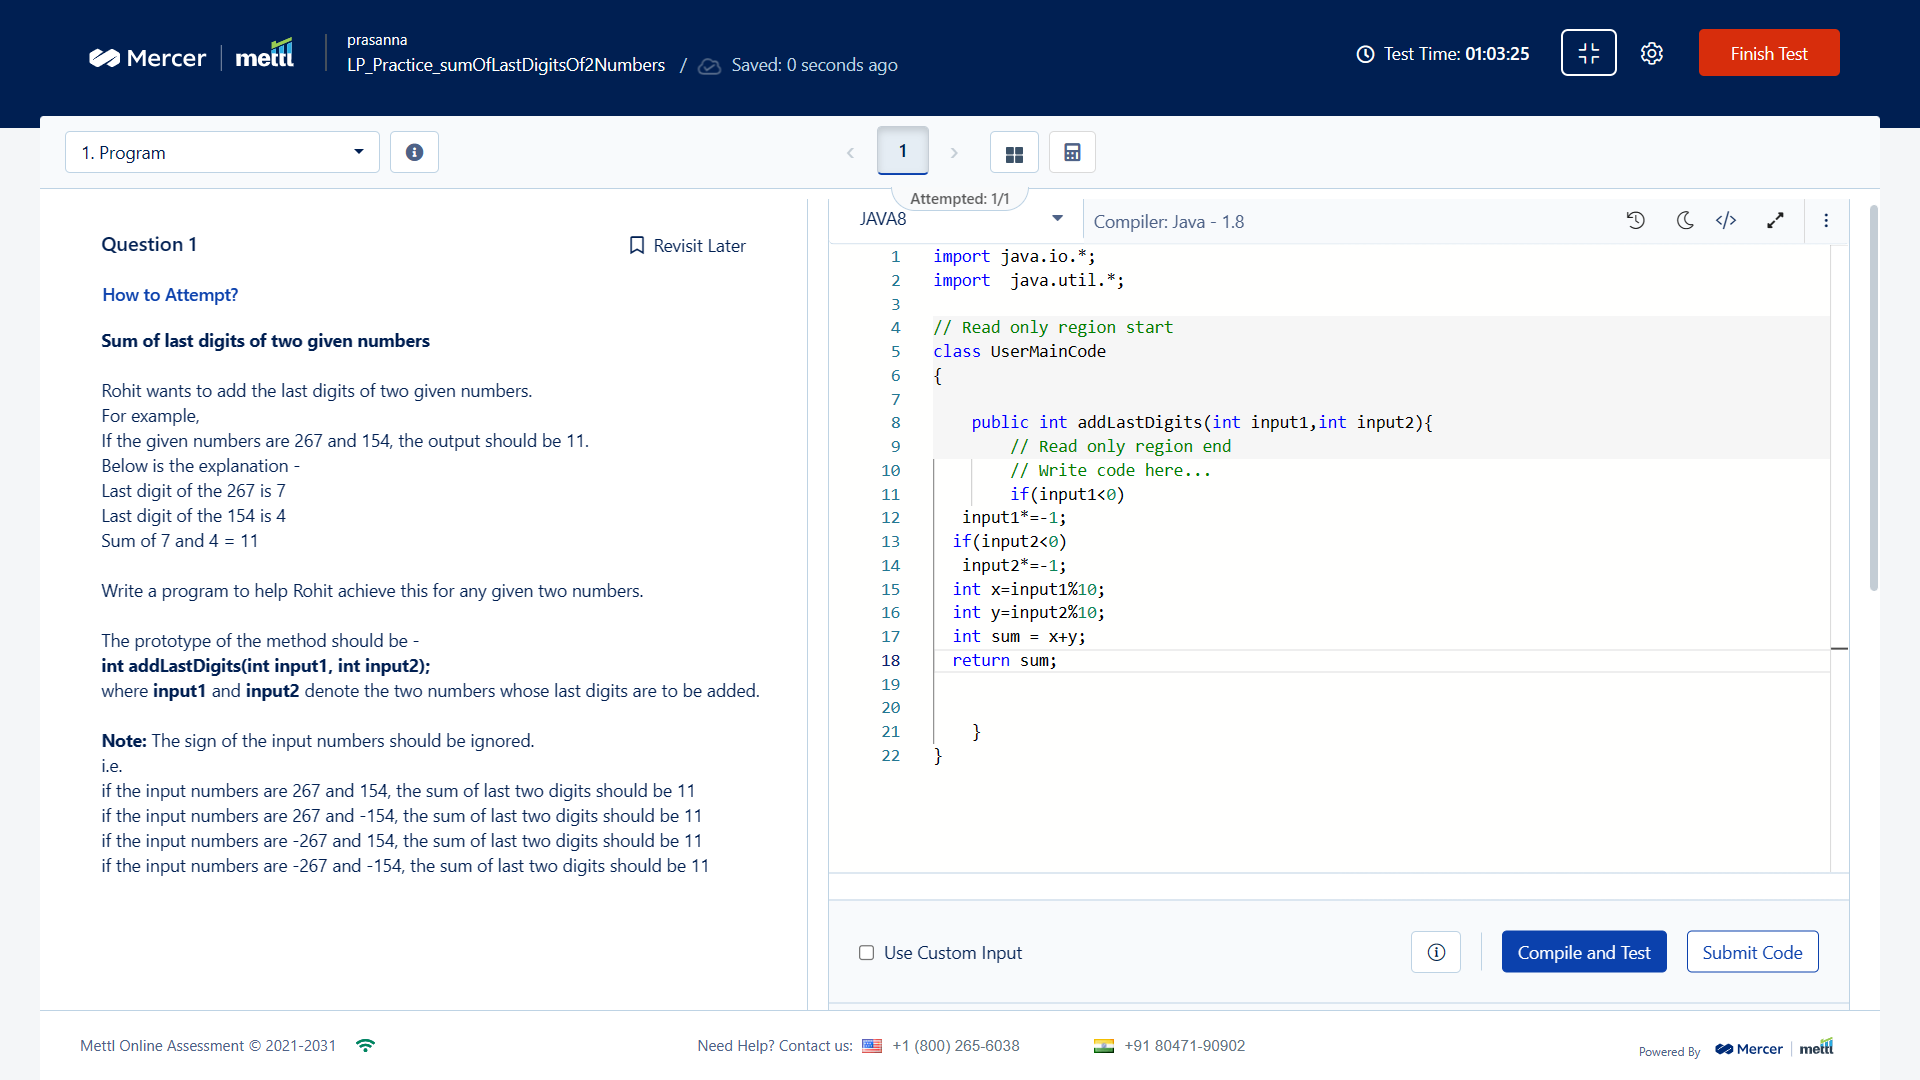 Mercer | mettl
prasanna
LP_Practice_sumOfLastDigitsOf2Numbers / Saved: 0 seconds ago
Test Time: 01:03:25
Finish Test
1. Program
1
Attempted: 1/1
Question 1
Revisit Later
How to Attempt?
Sum of last digits of two given numbers
Rohit wants to add the last digits of two given numbers.
For example,
If the given numbers are 267 and 154, the output should be 11.
Below is the explanation -
Last digit of the 267 is 7
Last digit of the 154 is 4
Sum of 7 and 4 = 11
Write a program to help Rohit achieve this for any given two numbers.
The prototype of the method should be -
int addLastDigits(int input1, int input2);
where input1 and input2 denote the two numbers whose last digits are to be added.
Note: The sign of the input numbers should be ignored.
i.e.
if the input numbers are 267 and 154, the sum of last two digits should be 11
if the input numbers are 267 and -154, the sum of last two digits should be 11
if the input numbers are -267 and 154, the sum of last two digits should be 11
if the input numbers are -267 and -154, the sum of last two digits should be 11
JAVA8
Compiler: Java - 1.8
1 import java.io.*;
2 import  java.util.*;
3
4 // Read only region start
5 class UserMainCode
6 {
7
8     public int addLastDigits(int input1,int input2){
9         // Read only region end
10         // Write code here...
11         if(input1<0)
12    input1*=-1;
13   if(input2<0)
14    input2*=-1;
15   int x=input1%10;
16   int y=input2%10;
17   int sum = x+y;
18   return sum;
19
20
21     }
22 }
Use Custom Input
Compile and Test
Submit Code
Mettl Online Assessment © 2021-2031
Need Help? Contact us: +1 (800) 265-6038
+91 80471-90902
Powered By Mercer | mettl